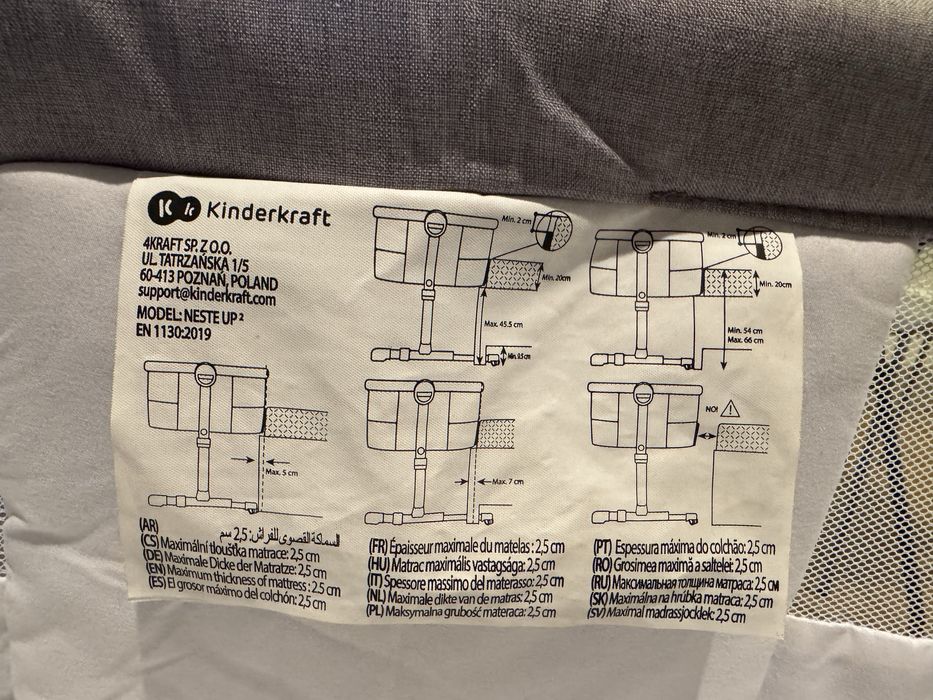 Kinderkraft
4KRAFT SP. Z O.O.
UL. TATRZAŃSKA 1/5
60-413 POZNAŃ, POLAND
support@kinderkraft.com
MODEL: NESTE UP 2
EN 1130:2019
Min. 2 cm
Min. 20cm
Max. 45.5 cm
Min. 9.5 cm
Min. 2 cm
Min. 20cm
Min. 54 cm
Max. 66 cm
Max. 5 cm
Max. 7 cm
NO!
(AR)
السماكة القصوى للفراش: 2,5 سم
(CS) Maximální tloušťka matrace: 2,5 cm
(DE) Maximale Dicke der Matratze: 2,5 cm
(EN) Maximum thickness of mattress : 2,5 cm
(ES) El grosor máximo del colchón: 2,5 cm
(FR) Épaisseur maximale du matelas : 2,5 cm
(HU) Matrac maximális vastagsága: 2,5 cm
(IT) Spessore massimo del materasso: 2,5 cm
(NL) Maximale dikte van de matras: 2,5 cm
(PL) Maksymalna grubość materaca: 2,5 cm
(PT) Espessura máxima do colchão: 2,5 cm
(RO) Grosimea maximă a saltelei: 2,5 cm
(RU) Максимальная толщина матраса: 2,5 см
(SK) Maximálna na hrúbka matraca: 2,5 cm
(SV) Maximal madrassjocklek: 2,5 cm